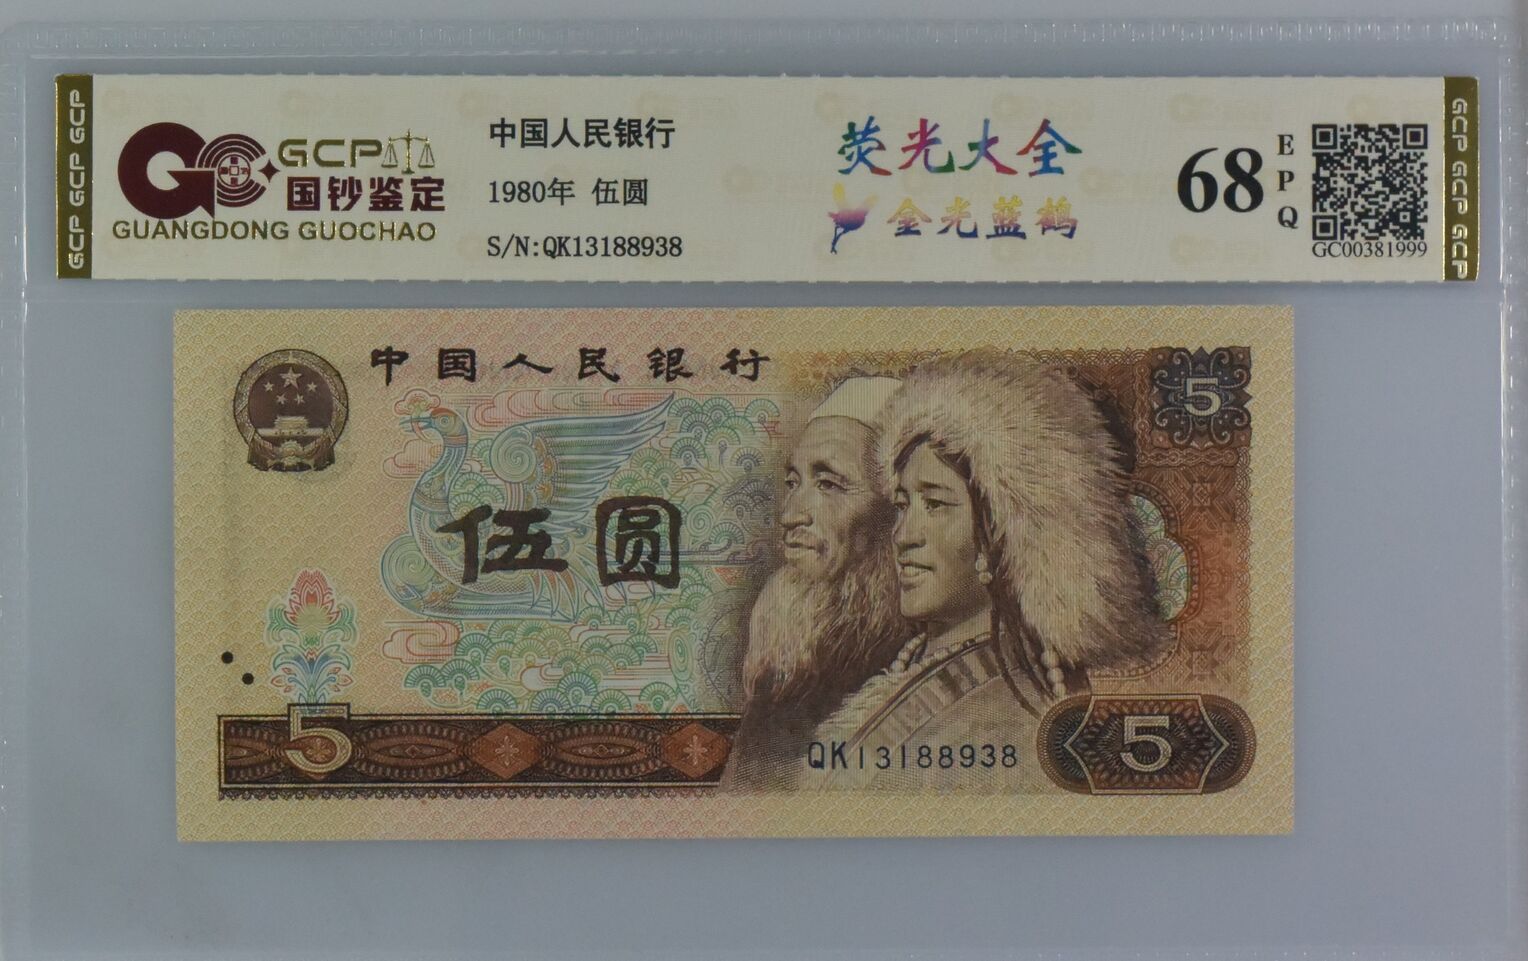 GCP GCP GCP
GCP
国钞鉴定
GUANGDONG GUOCHAO
中国人民银行
1980年 伍圆
S/N:QK13188938
荧光大全
全光蓝鹤
68
E
P
Q
GC00381999
GCP GCP GCP
中国人民银行
5
伍圆
5
QK13188938
5